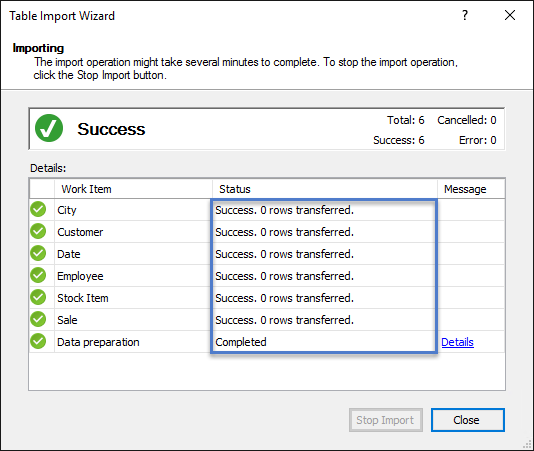 Table Import Wizard ?
Importing
The import operation might take several minutes to complete. To stop the import operation,
click the Stop Import button.
Success
Total: 6 Cancelled: 0
Success: 6 Error: 0
Details:
Work Item Status Message
City Success. 0 rows transferred.
Customer Success. 0 rows transferred.
Date Success. 0 rows transferred.
Employee Success. 0 rows transferred.
Stock Item Success. 0 rows transferred.
Sale Success. 0 rows transferred.
Data preparation Completed Details
Stop Import Close